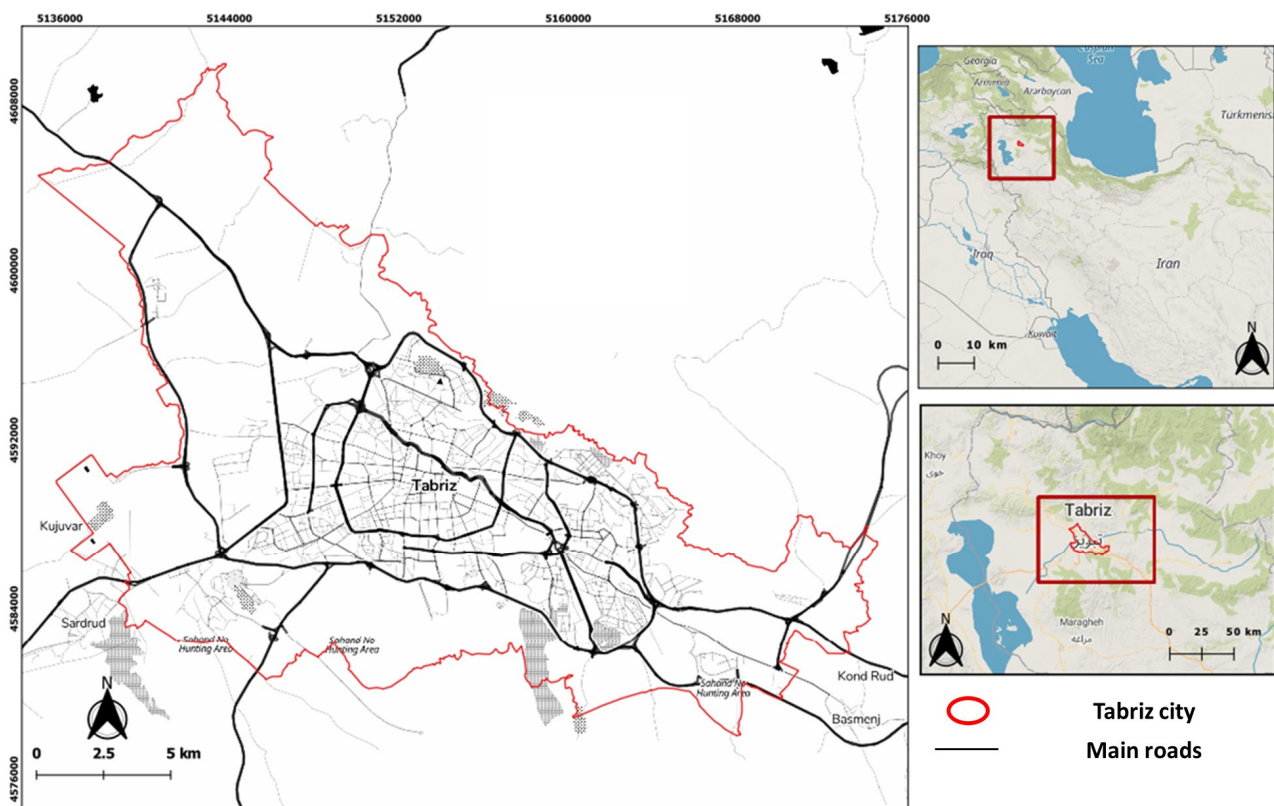 5136000
5144000
5152000
5160000
5168000
5176000
4608000
4600000
4592000
4584000
4576000
Tabriz
Kujuvar
Sardrud
Sahand No
Hunting Area
Sahand No
Hunting Area
Sahand No
Hunting Area
Kond Rud
Basmenj
N
0 2.5 5 km
Caspian
Sea
Georgia
Armenia
Azərbaycan
Türkmenis
Iraq
Iran
Kuwait
N
0 10 km
Khoy
خوی
Tabriz
تبریز
Maragheh
مراغه
N
0 25 50 km
Tabriz city
Main roads